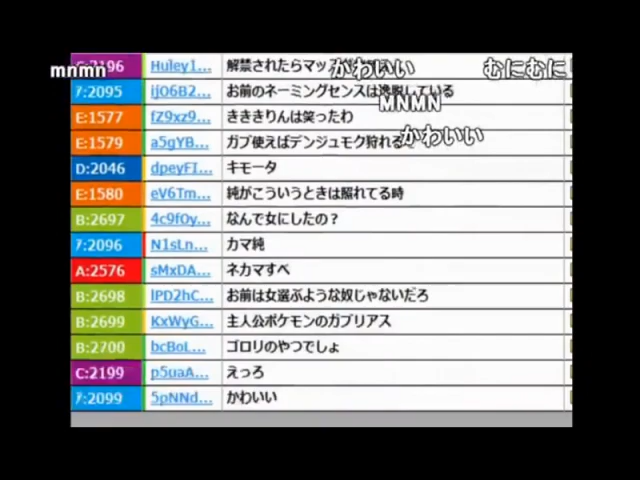 mnmn
かわいい
むにむに
MNMN
かわいい
C:2196 Huley1... 解禁されたらマッ
ｱ:2095 ijO6B2... お前のネーミングセンスは逸脱している
E:1577 fZ9xz9... きききりんは笑ったわ
E:1579 a5gYB... ガブ使えばデンジュモク狩れる
D:2046 dpeyFI... キモータ
E:1580 eV6Tm... 純がこういうときは照れてる時
B:2697 4c9fOy... なんで女にしたの？
ｱ:2096 N1sLn... カマ純
A:2576 sMxDA... ネカマすべ
B:2698 lPD2hC... お前は女選ぶような奴じゃないだろ
B:2699 KxWyG... 主人公ポケモンのガブリアス
B:2700 bcBoL... ゴロリのやつでしょ
C:2199 p5uaA... えっろ
ｱ:2099 5pNNd... かわいい